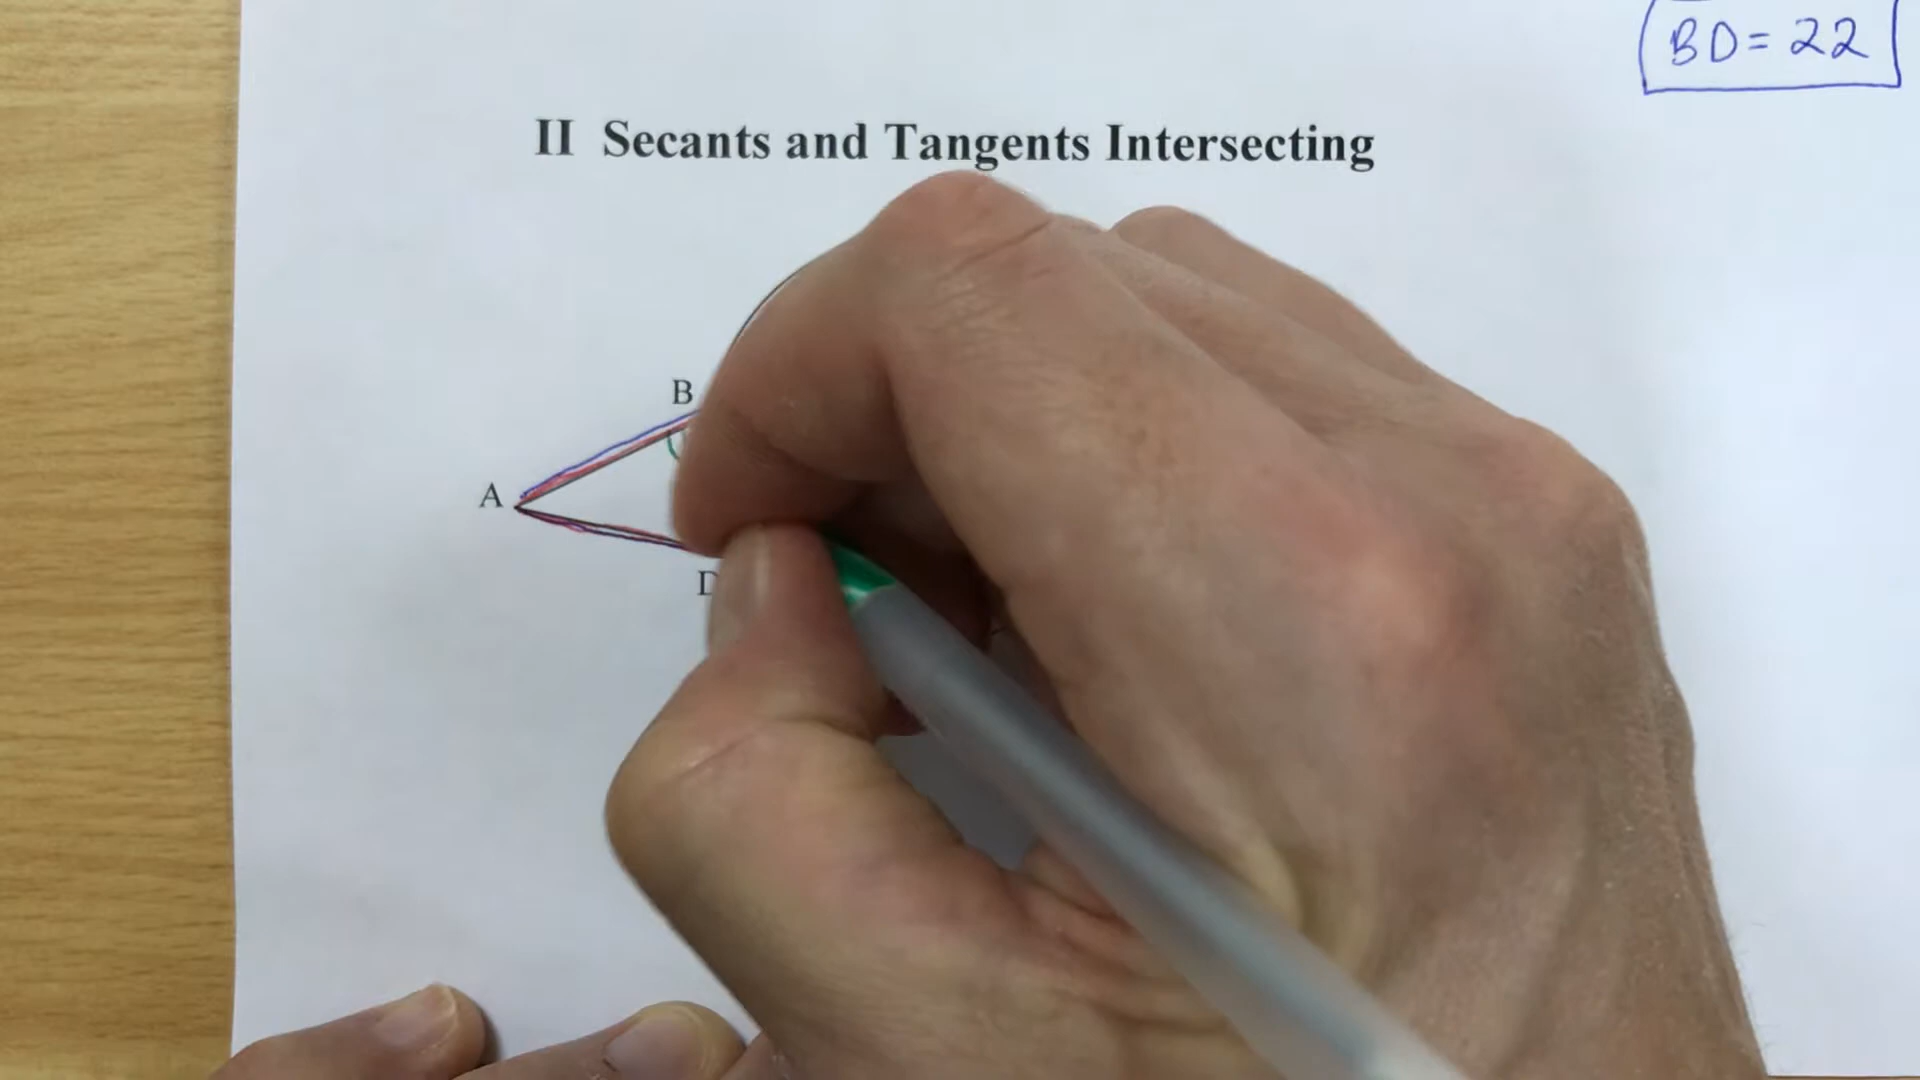 BD = 22
II Secants and Tangents Intersecting
B
A
D